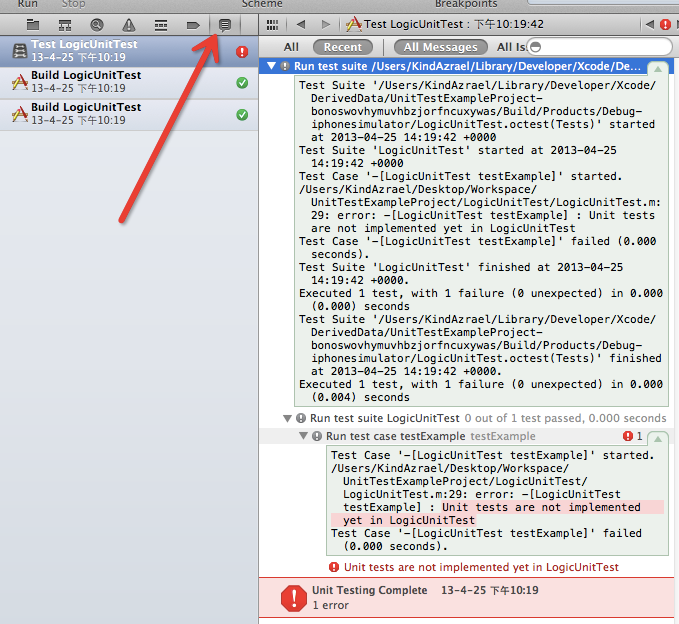 Run Stop Scheme Breakpoints
Test LogicUnitTest : 下午10:19:42
Test LogicUnitTest
13-4-25 下午10:19
Build LogicUnitTest
13-4-25 下午10:19
Build LogicUnitTest
13-4-25 下午10:19
All Recent All Messages All Is
Run test suite /Users/KindAzrael/Library/Developer/Xcode/De...
Test Suite '/Users/KindAzrael/Library/Developer/Xcode/
DerivedData/UnitTestExampleProject-
bonoswovhymuvhbzjorfncuxywas/Build/Products/Debug-
iphonesimulator/LogicUnitTest.octest(Tests)' started
at 2013-04-25 14:19:42 +0000
Test Suite 'LogicUnitTest' started at 2013-04-25
14:19:42 +0000
Test Case '-[LogicUnitTest testExample]' started.
/Users/KindAzrael/Desktop/Workspace/
UnitTestExampleProject/LogicUnitTest/LogicUnitTest.m:
29: error: -[LogicUnitTest testExample] : Unit tests
are not implemented yet in LogicUnitTest
Test Case '-[LogicUnitTest testExample]' failed (0.000
seconds).
Test Suite 'LogicUnitTest' finished at 2013-04-25
14:19:42 +0000.
Executed 1 test, with 1 failure (0 unexpected) in 0.000
(0.000) seconds
Test Suite '/Users/KindAzrael/Library/Developer/Xcode/
DerivedData/UnitTestExampleProject-
bonoswovhymuvhbzjorfncuxywas/Build/Products/Debug-
iphonesimulator/LogicUnitTest.octest(Tests)' finished
at 2013-04-25 14:19:42 +0000.
Executed 1 test, with 1 failure (0 unexpected) in 0.000
(0.004) seconds
Run test suite LogicUnitTest 0 out of 1 test passed, 0.000 seconds
Run test case testExample testExample 1
Test Case '-[LogicUnitTest testExample]' started.
/Users/KindAzrael/Desktop/Workspace/
UnitTestExampleProject/LogicUnitTest/
LogicUnitTest.m:29: error: -[LogicUnitTest
testExample] : Unit tests are not implemented
yet in LogicUnitTest
Test Case '-[LogicUnitTest testExample]' failed
(0.000 seconds).
Unit tests are not implemented yet in LogicUnitTest
Unit Testing Complete 13-4-25 下午10:19
1 error